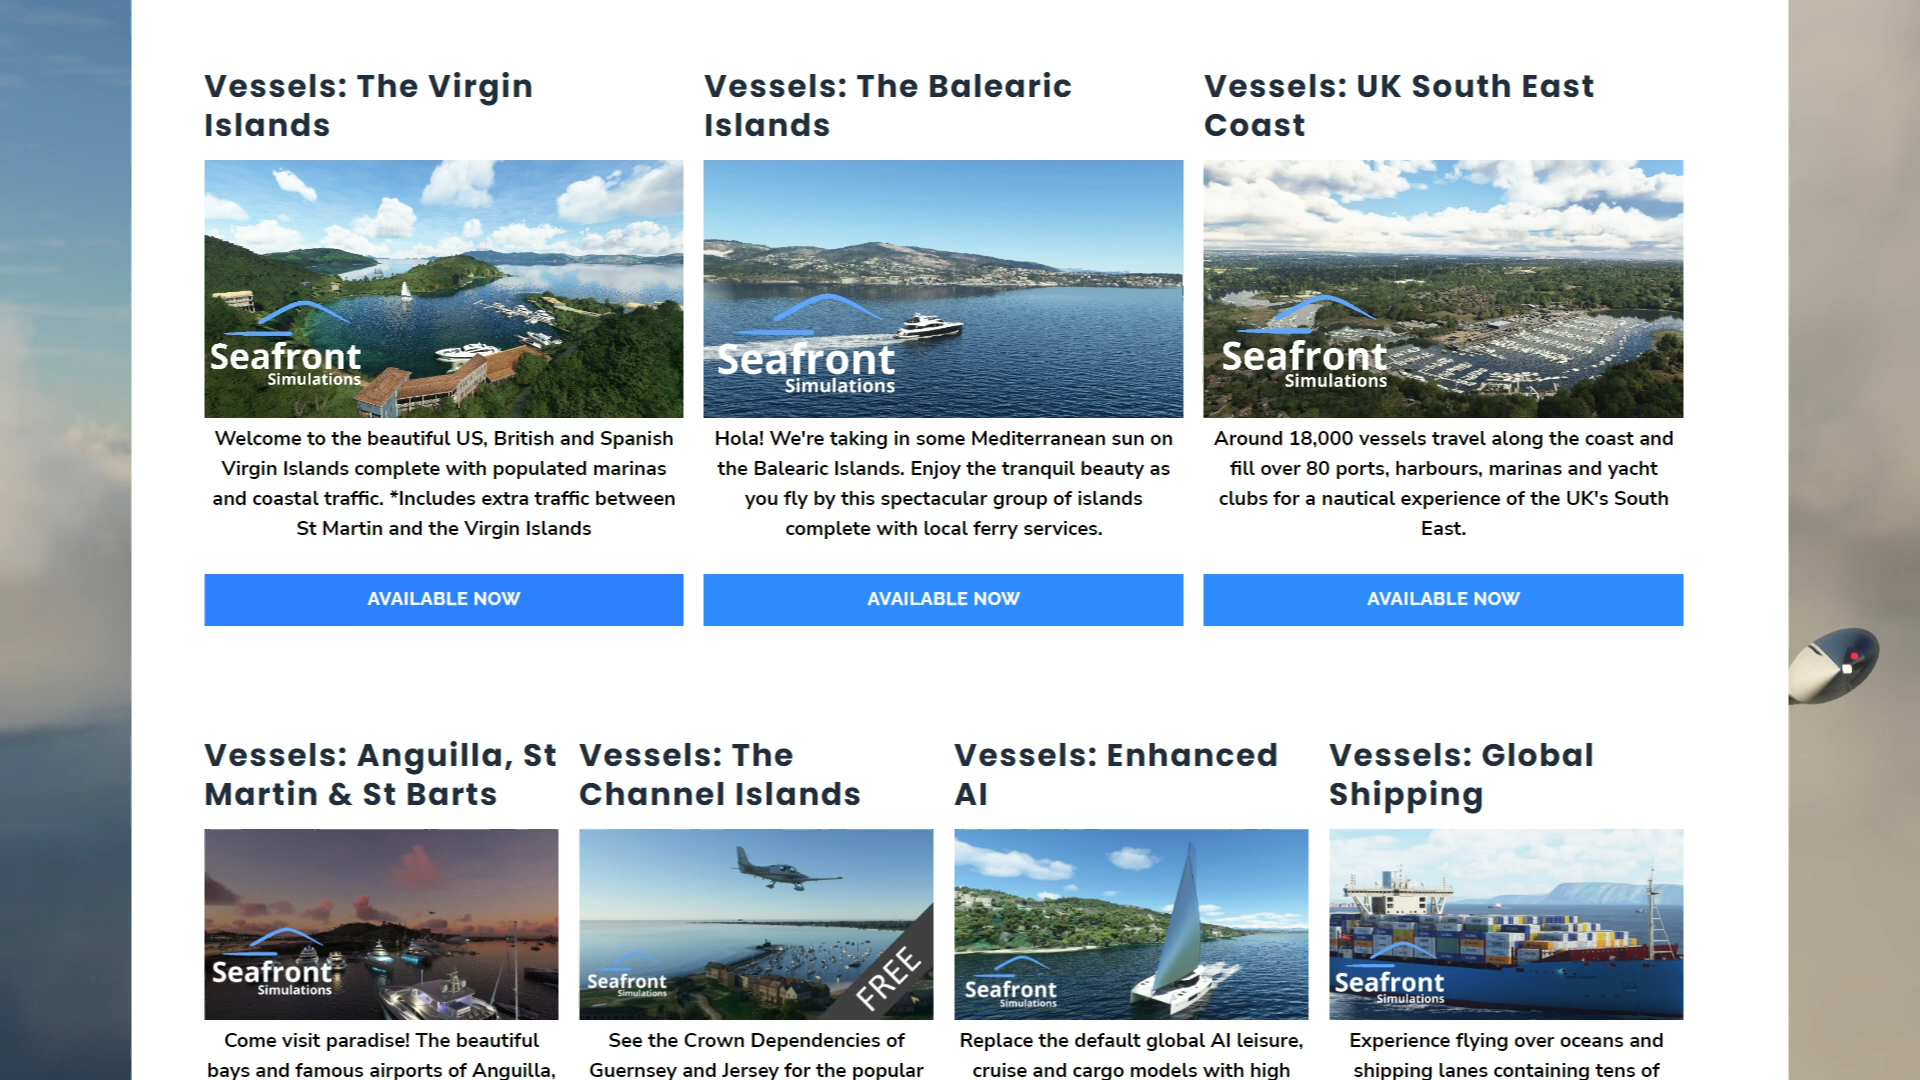 Vessels: The Virgin
Islands
Seafront
Simulations
Welcome to the beautiful US, British and Spanish
Virgin Islands complete with populated marinas
and coastal traffic. *Includes extra traffic between
St Martin and the Virgin Islands
AVAILABLE NOW
Vessels: The Balearic
Islands
Seafront
Simulations
Hola! We're taking in some Mediterranean sun on
the Balearic Islands. Enjoy the tranquil beauty as
you fly by this spectacular group of islands
complete with local ferry services.
AVAILABLE NOW
Vessels: UK South East
Coast
Seafront
Simulations
Around 18,000 vessels travel along the coast and
fill over 80 ports, harbours, marinas and yacht
clubs for a nautical experience of the UK's South
East.
AVAILABLE NOW
Vessels: Anguilla, St
Martin & St Barts
Seafront
Simulations
Come visit paradise! The beautiful
bays and famous airports of Anguilla,
Vessels: The
Channel Islands
Seafront
Simulations
FREE
See the Crown Dependencies of
Guernsey and Jersey for the popular
Vessels: Enhanced
AI
Seafront
Simulations
Replace the default global AI leisure,
cruise and cargo models with high
Vessels: Global
Shipping
Seafront
Simulations
Experience flying over oceans and
shipping lanes containing tens of